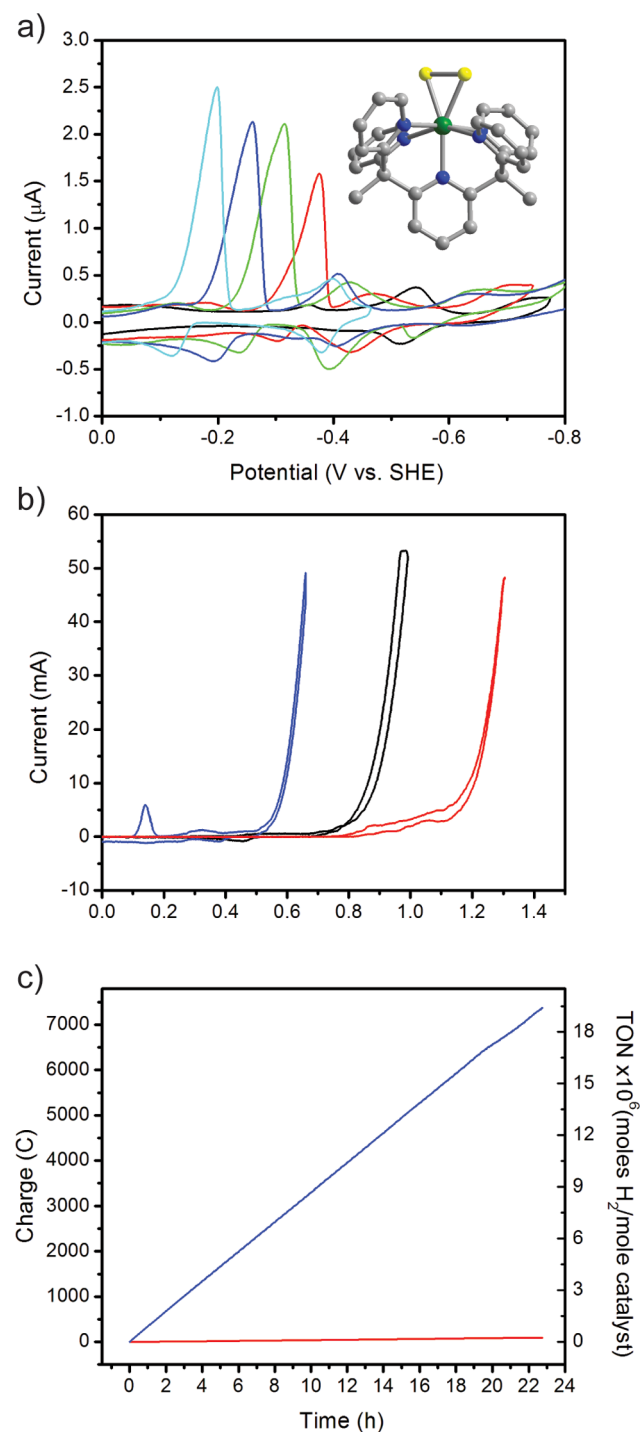 a)
3.0
2.5
2.0
1.5
1.0
0.5
0.0
-0.5
-1.0
Current (μA)
0.0 -0.2 -0.4 -0.6 -0.8
Potential (V vs. SHE)
b)
60
50
40
30
20
10
0
-10
Current (mA)
0.0 0.2 0.4 0.6 0.8 1.0 1.2 1.4
c)
7000
6000
5000
4000
3000
2000
1000
0
Charge (C)
18
15
12
9
6
3
0
TON x10⁶(moles H₂/mole catalyst)
0 2 4 6 8 10 12 14 16 18 20 22 24
Time (h)